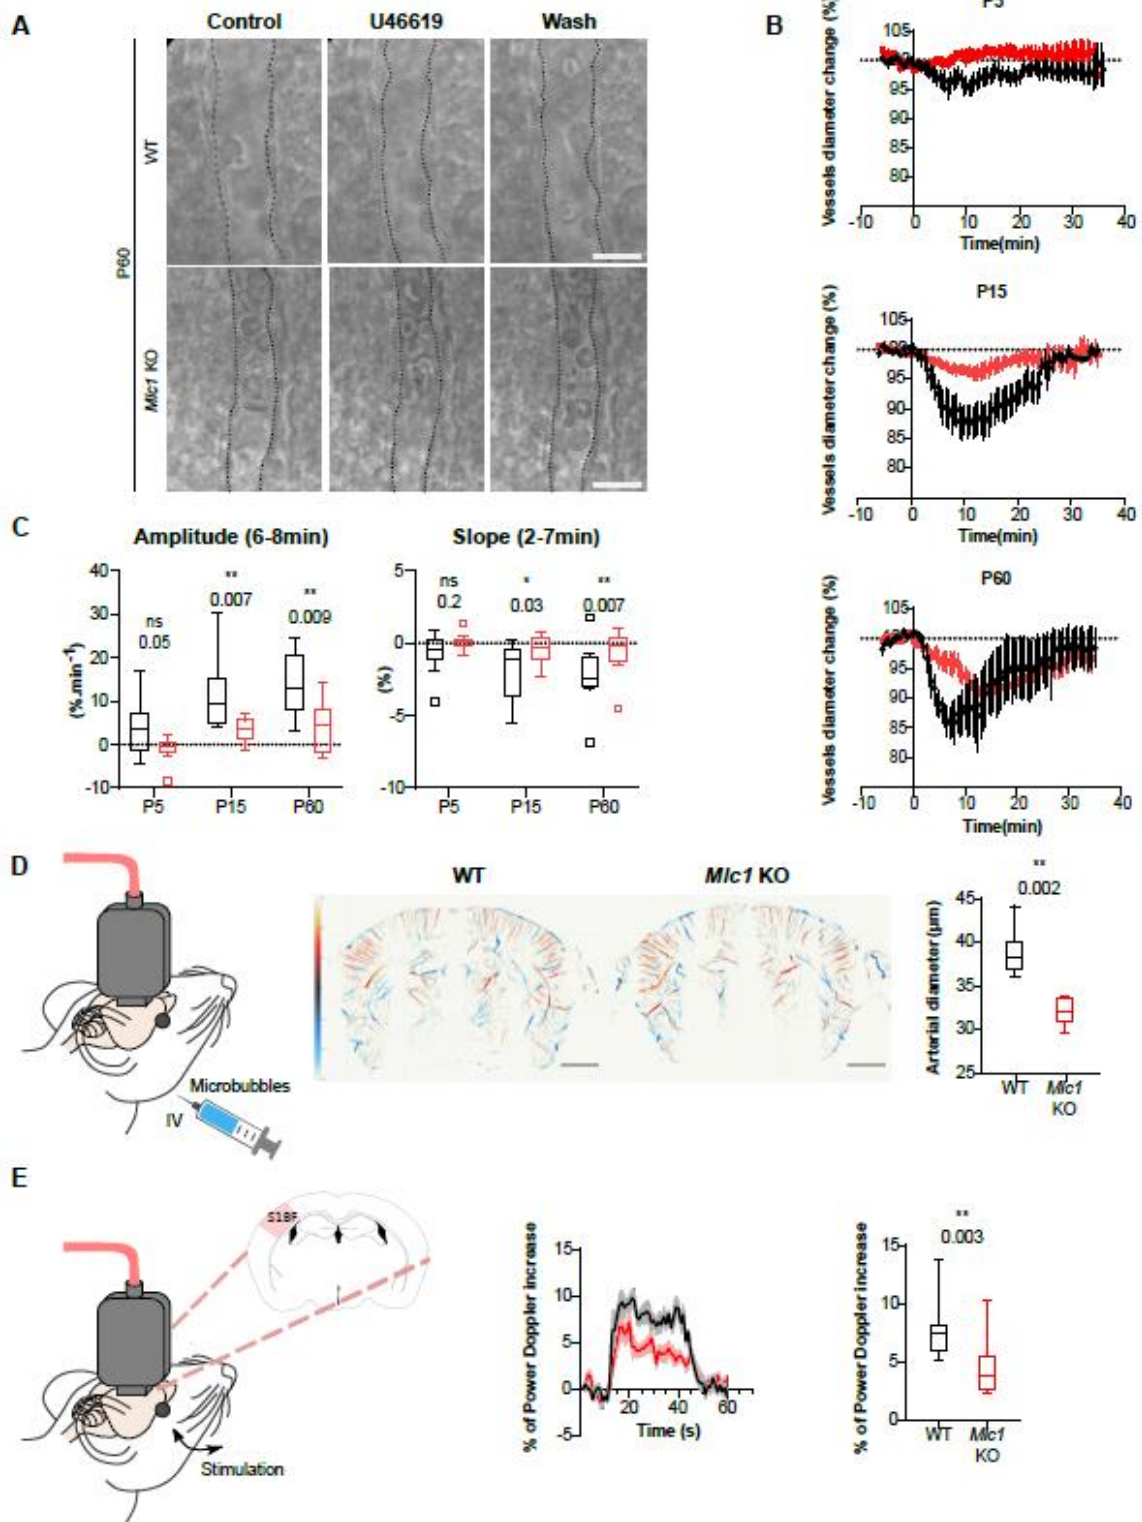 A
Control
U46619
Wash
WT
P60
Mlc1 KO
B
P5
Vessels diameter change (%)
105
95
90
85
80
-10 0 10 20 30 40
Time(min)
P15
Vessels diameter change (%)
105
95
90
85
80
-10 0 10 20 30 40
Time(min)
P60
Vessels diameter change (%)
105
95
90
85
80
-10 0 10 20 30 40
Time(min)
C
Amplitude (6-8min)
(%.min⁻¹)
40
30
20
10
0
-10
ns
0.05
**
0.007
**
0.009
P5 P15 P60
Slope (2-7min)
(%)
5
0
-5
-10
ns
0.2
*
0.03
**
0.007
P5 P15 P60
D
Microbubbles
IV
WT
Mlc1 KO
**
0.002
Arterial diameter (µm)
45
40
35
30
25
WT Mlc1
KO
E
S1BF
Stimulation
% of Power Doppler increase
15
10
5
0
-5
20 40 60
Time (s)
**
0.003
% of Power Doppler increase
15
10
5
0
WT Mlc1
KO